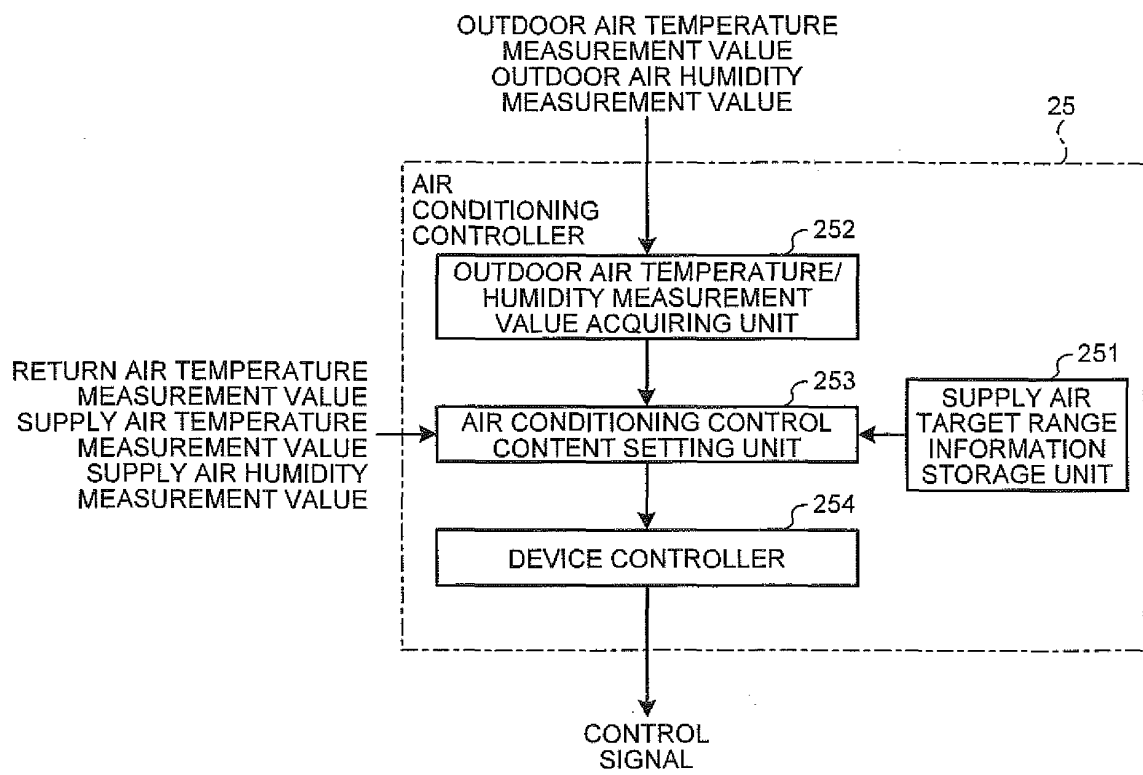 OUTDOOR AIR TEMPERATURE
MEASUREMENT VALUE
OUTDOOR AIR HUMIDITY
MEASUREMENT VALUE
25
AIR
CONDITIONING
CONTROLLER
252
OUTDOOR AIR TEMPERATURE/
HUMIDITY MEASUREMENT
VALUE ACQUIRING UNIT
RETURN AIR TEMPERATURE
MEASUREMENT VALUE
SUPPLY AIR TEMPERATURE
MEASUREMENT VALUE
SUPPLY AIR HUMIDITY
MEASUREMENT VALUE
253
AIR CONDITIONING CONTROL
CONTENT SETTING UNIT
251
SUPPLY AIR
TARGET RANGE
INFORMATION
STORAGE UNIT
254
DEVICE CONTROLLER
CONTROL
SIGNAL